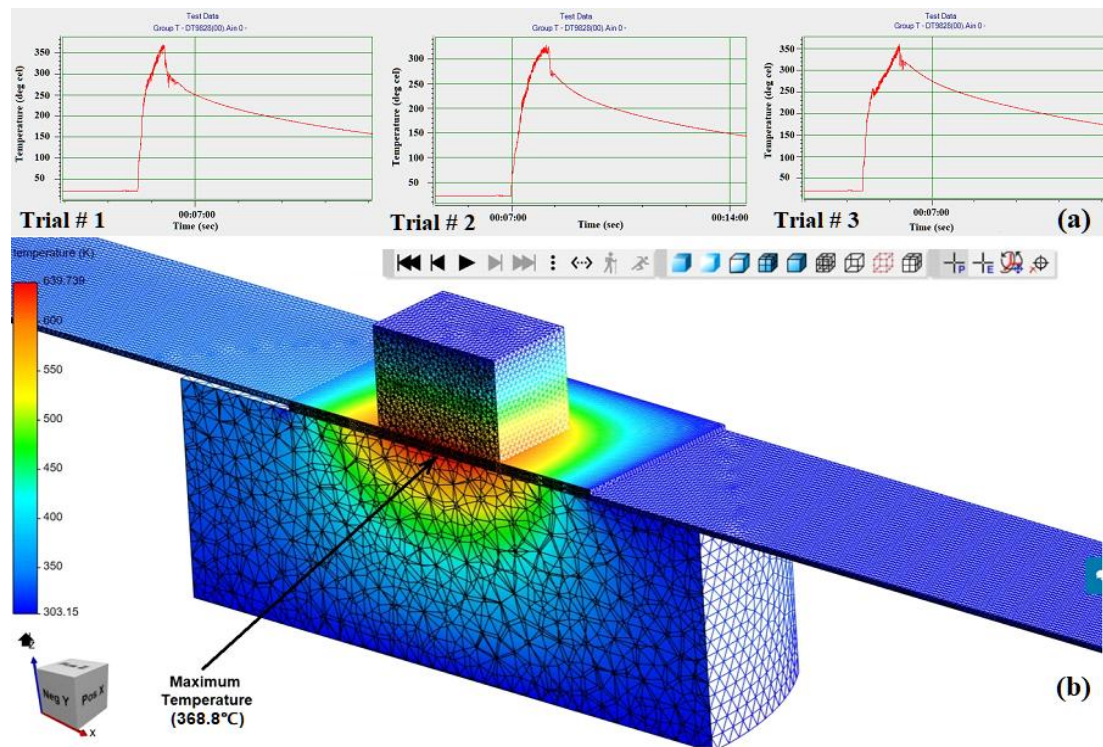 Test Data
Group T - DT9828(00).Ain 0 -
Temperature (deg cel)
350
300
250
200
150
100
50
00:07:00
Time (sec)
Trial # 1
Test Data
Group T - DT9828(00).Ain 0 -
Temperature (deg cel)
350
300
250
200
150
100
50
00:07:00
00:14:00
Time (sec)
Trial # 2
Test Data
Group T - DT9828(00).Ain 0 -
Temperature (deg cel)
350
300
250
200
150
100
50
00:07:00
Time (sec)
Trial # 3
(a)
temperature (K)
639.739
600
550
500
450
400
350
303.15
P
E
Z
Neg Y
Pos X
X
Maximum
Temperature
(368.8°C)
(b)